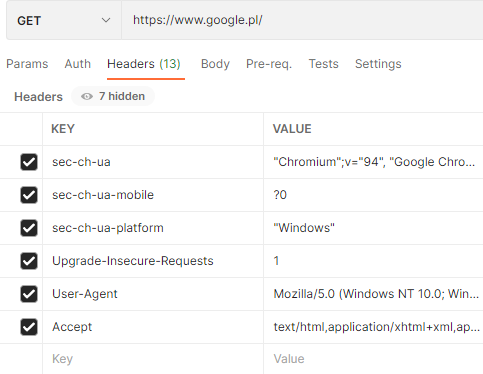 GET https://www.google.pl/
Params Auth Headers (13) Body Pre-req. Tests Settings
Headers 7 hidden
KEY VALUE
sec-ch-ua "Chromium";v="94", "Google Chro...
sec-ch-ua-mobile ?0
sec-ch-ua-platform "Windows"
Upgrade-Insecure-Requests 1
User-Agent Mozilla/5.0 (Windows NT 10.0; Win...
Accept text/html,application/xhtml+xml,ap...
Key Value